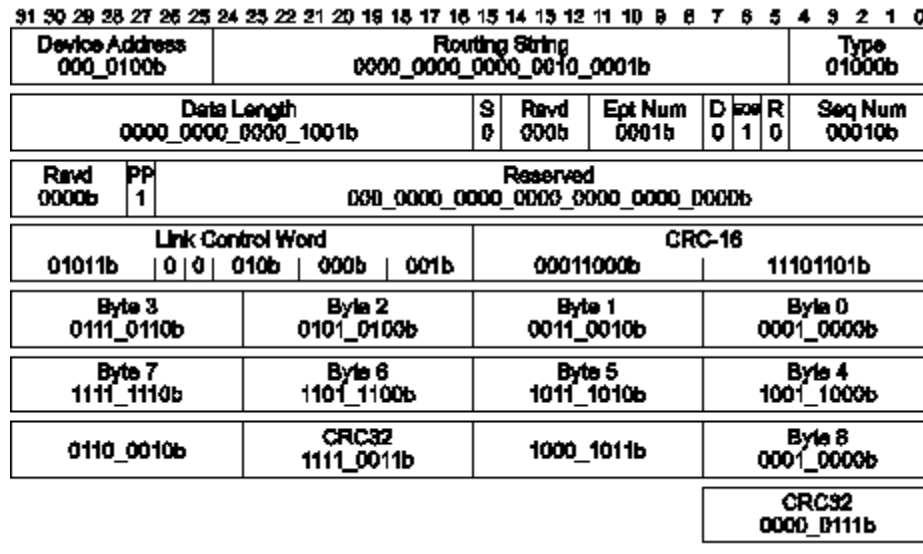 31 30 29 28 27 26 25 24 23 22 21 20 19 18 17 16 15 14 13 12 11 10 9 8 7 6 5 4 3 2 1 0
Device Address Routing String Type
000_0100b 0000_0000_0000_0010_0001b 01000b
Data Length S Rsvd Ept Num D EOB R Seq Num
0000_0000_0000_1001b 0 000b 0001b 0 1 0 00010b
Rsvd PP Reserved
0000b 1 000_0000_0000_0000_0000_0000_0000b
Link Control Word CRC-16
01011b 0 0 010b 000b 001b 00011000b 11101101b
Byte 3 Byte 2 Byte 1 Byte 0
0111_0110b 0101_0100b 0011_0010b 0001_0000b
Byte 7 Byte 6 Byte 5 Byte 4
1111_1110b 1101_1100b 1011_1010b 1001_1000b
CRC32 Byte 8
0110_0010b 1111_0011b 1000_1011b 0001_0000b
CRC32
0000_0111b